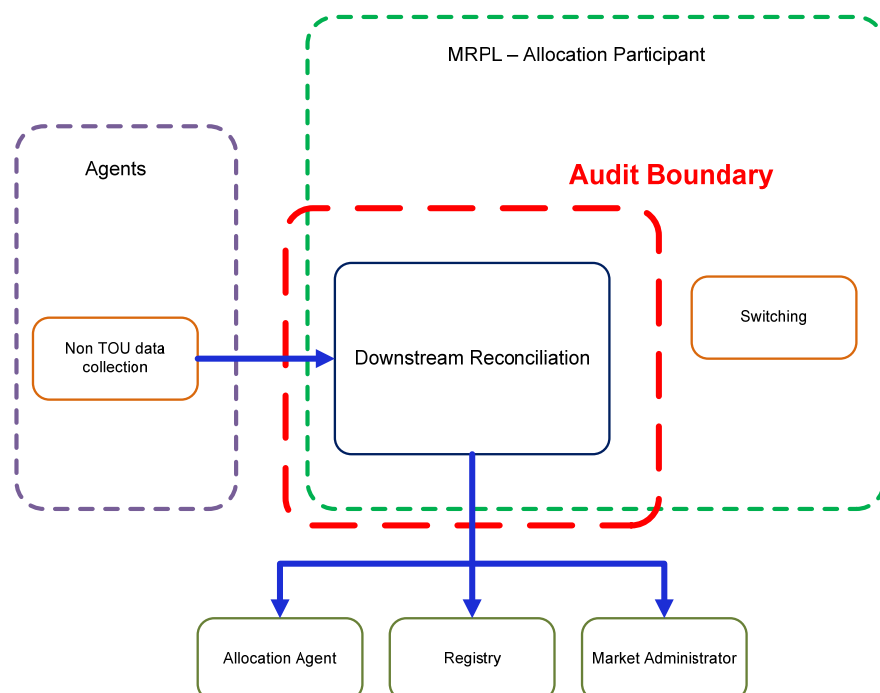 MRPL – Allocation Participant
Agents
Audit Boundary
Non TOU data
collection
Downstream Reconciliation
Switching
Allocation Agent
Registry
Market Administrator